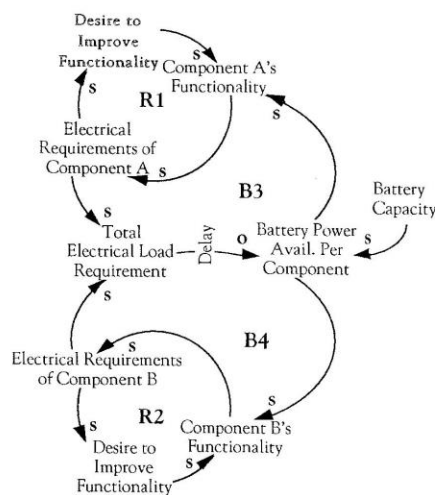 Desire to
Improve
Functionality
s
Component A's
Functionality
s
R1
s
Electrical
Requirements of
Component A
s
B3
Battery
Capacity
s
Total
Electrical Load
Requirement
Delay
o
Battery Power
Avail. Per
Component
s
s
B4
s
Electrical Requirements
of Component B
s
R2
s
Component B's
Functionality
Desire to
Improve
Functionality
s